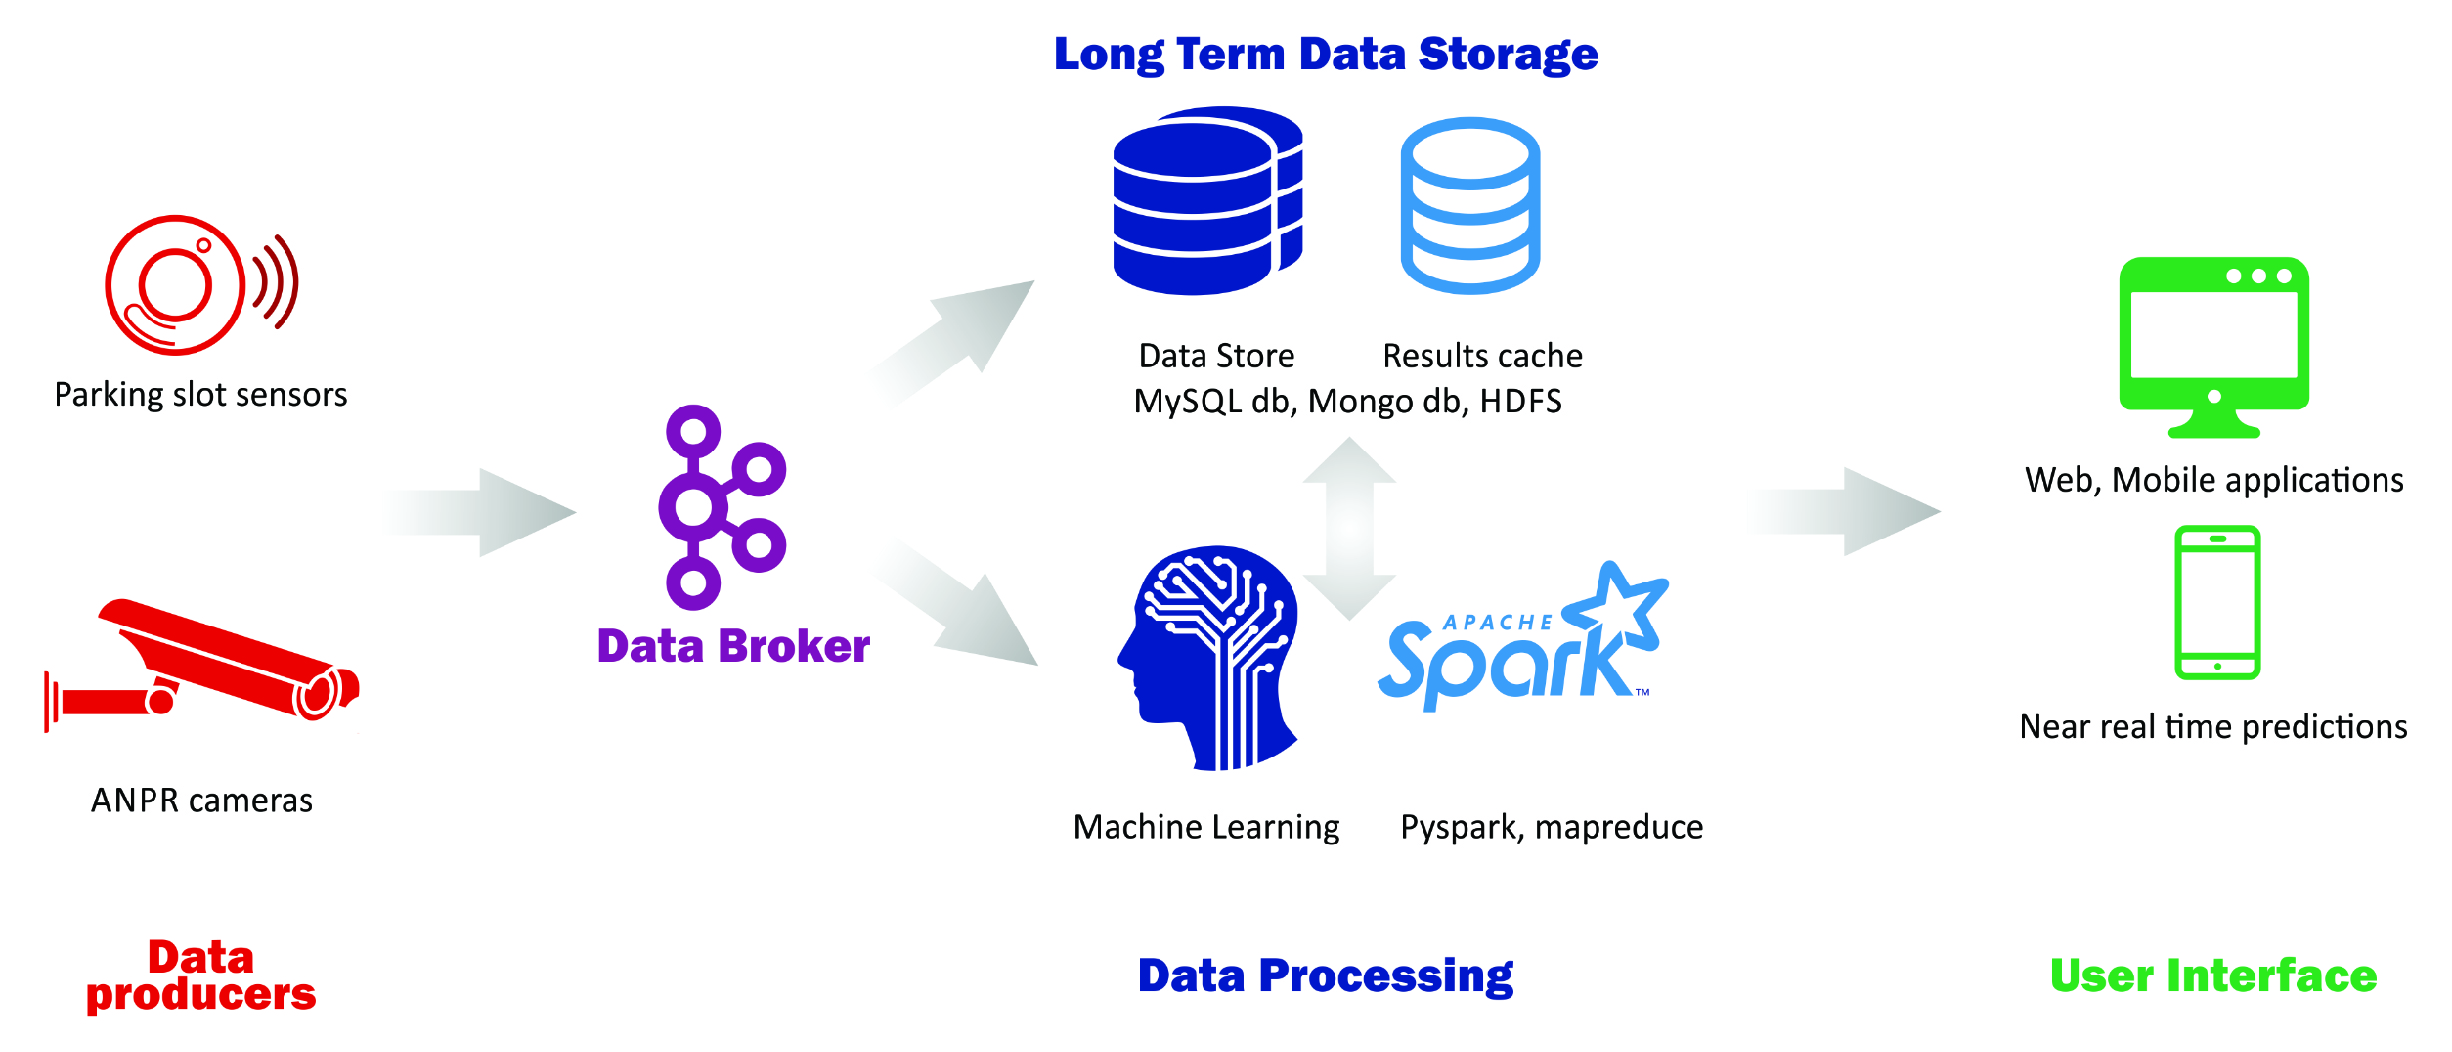 Long Term Data Storage
Data Store
Results cache
MySQL db, Mongo db, HDFS
Parking slot sensors
ANPR cameras
Data Broker
APACHE
Spark™
Machine Learning
Pyspark, mapreduce
Web, Mobile applications
Near real time predictions
Data
producers
Data Processing
User Interface